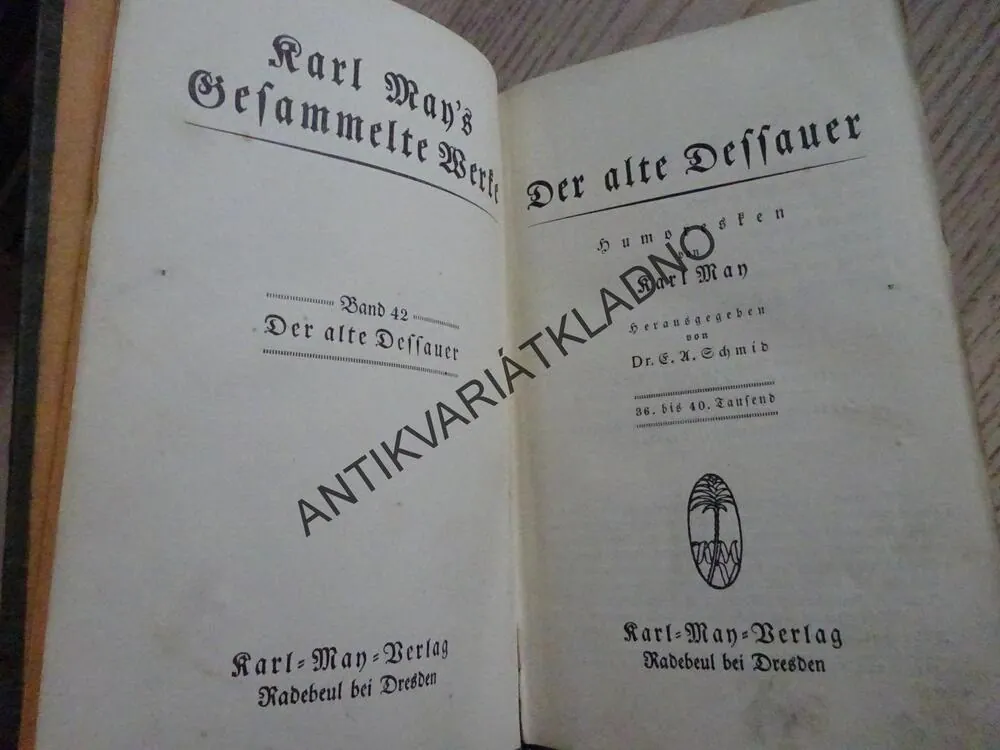 Karl May's
Gesammelte Werke
Band 42
Der alte Dessauer
Karl-May-Verlag
Radebeul bei Dresden
Der alte Dessauer
Humoresken
von
Karl May
Herausgegeben
von
Dr. E. A. Schmid
36. bis 40. Tausend
Karl-May-Verlag
Radebeul bei Dresden
ANTIKVARIÁTKLADNO